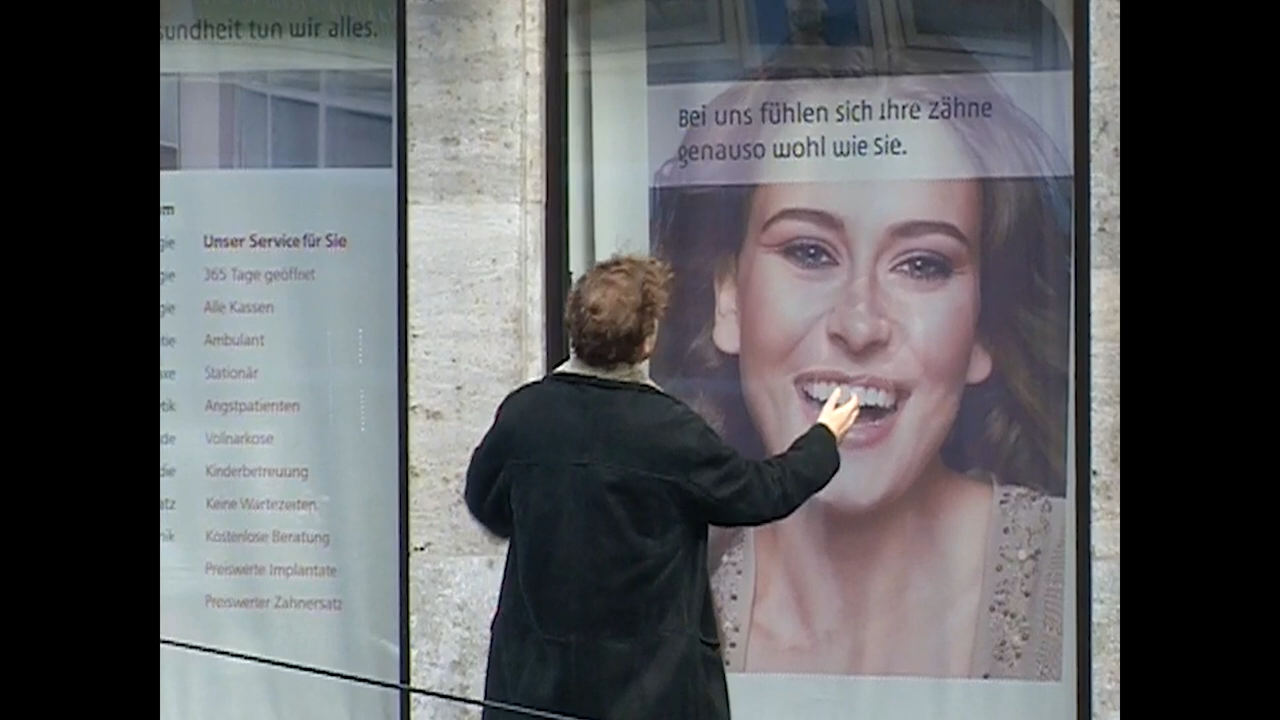 sundheit tun wir alles.
Bei uns fühlen sich Ihre Zähne
genauso wohl wie Sie.
Unser Service für Sie
365 Tage geöffnet
Alle Kassen
Ambulant
Stationär
Angstpatienten
Vollnarkose
Kinderbetreuung
Keine Wartezeiten
Kostenlose Beratung
Preiswerte Implantate
Preiswerter Zahnersatz